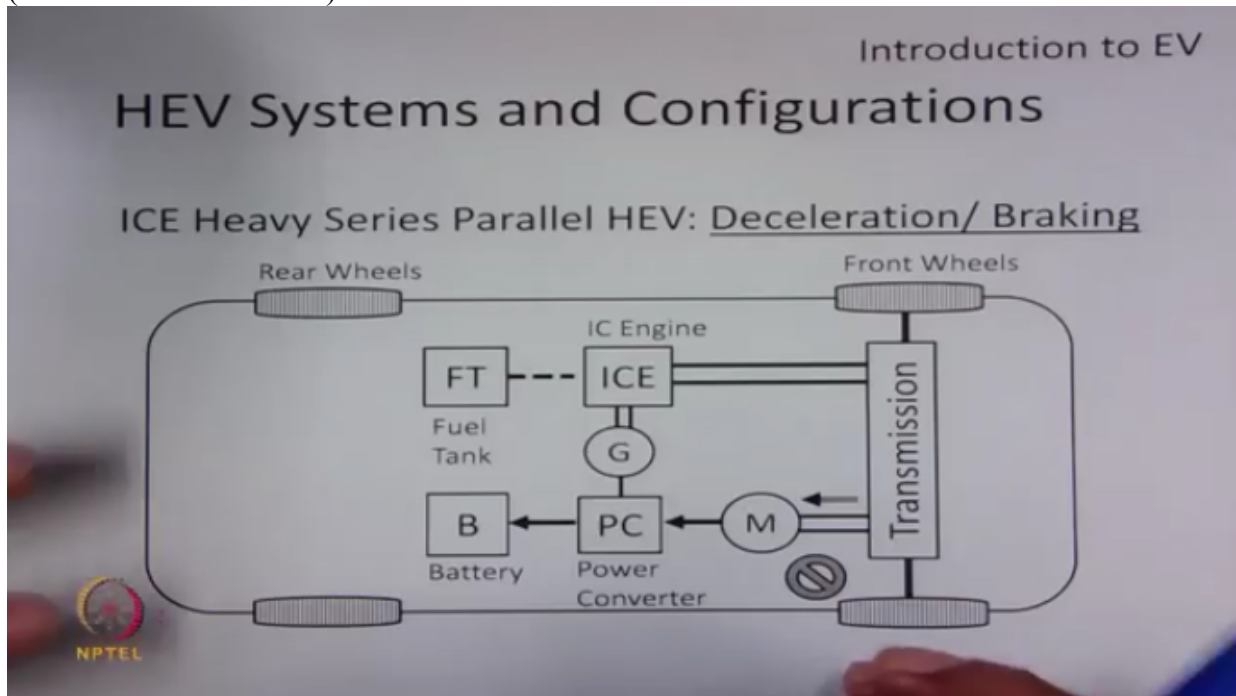 Introduction to EV
HEV Systems and Configurations
ICE Heavy Series Parallel HEV: Deceleration/ Braking
Rear Wheels
Front Wheels
IC Engine
FT
ICE
Fuel
Tank
G
Transmission
B
PC
M
Battery
Power
Converter
NPTEL